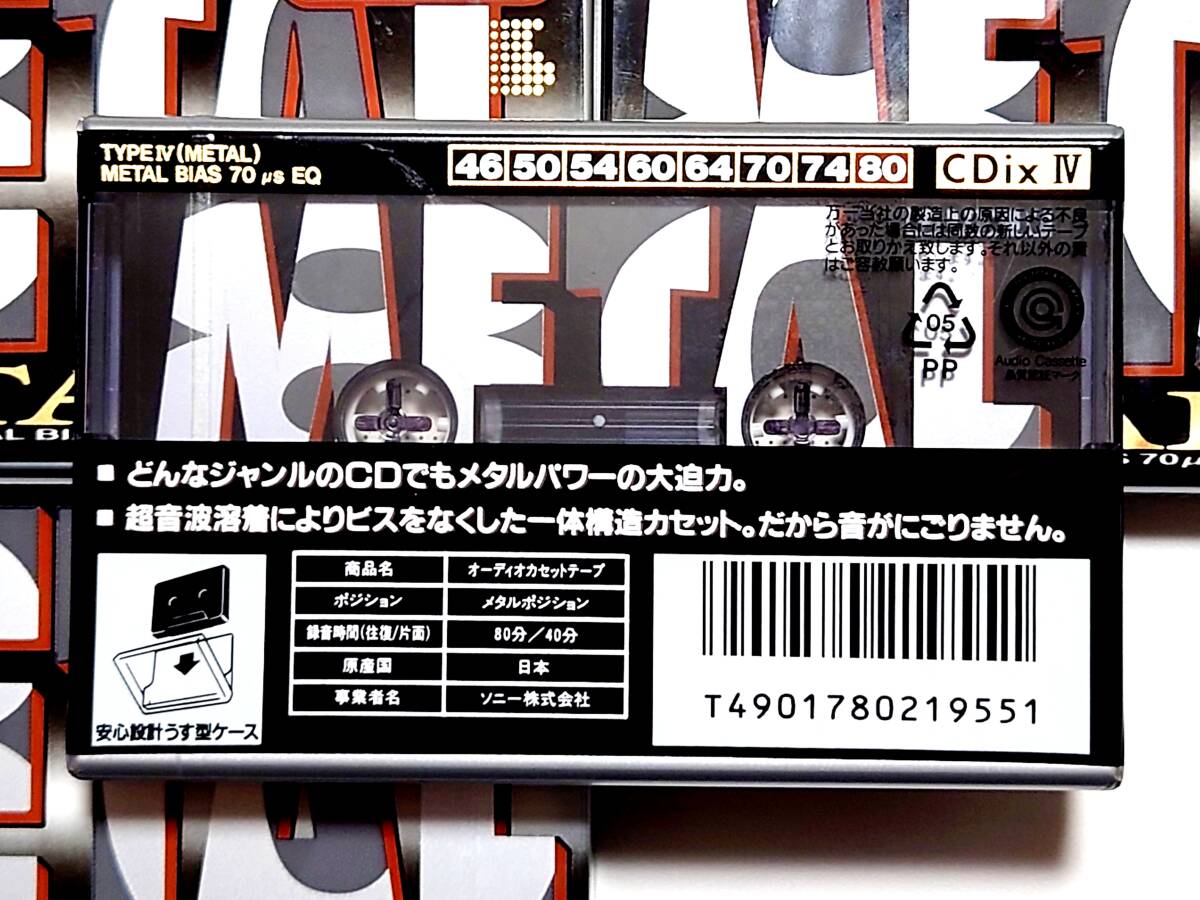 TYPE IV (METAL)
METAL BIAS 70 μs EQ
46 50 54 60 64 70 74 80
CDix IV
万一当社の製造上の原因による不良
があった場合には同数の新しいテープ
とお取りかえ致します。それ以外の責
はご容赦願います。
05
PP
Audio Cassette
METAL
■ どんなジャンルのCDでもメタルパワーの大迫力。
■ 超音波溶着によりビスをなくした一体構造カセット。だから音がにごりません。
安心設計うす型ケース
商品名 オーディオカセットテープ
ポジション メタルポジション
録音時間(往復/片面) 80分/40分
原産国 日本
事業者名 ソニー株式会社
T4901780219551